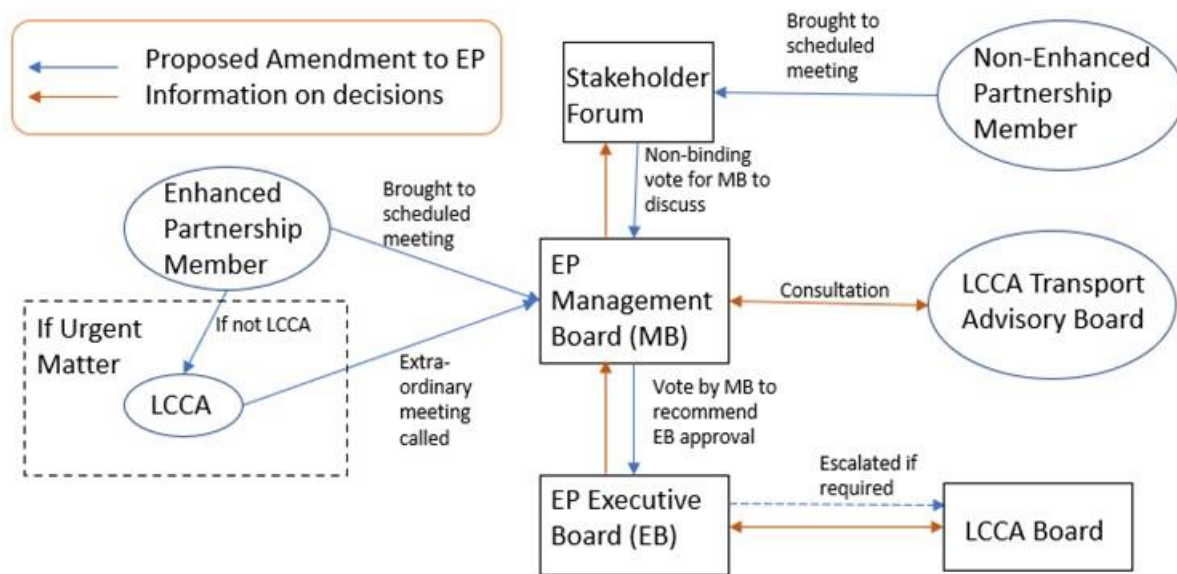 Proposed Amendment to EP
Information on decisions
Brought to
scheduled
meeting
Non-Enhanced
Partnership
Member
Stakeholder
Forum
Non-binding
vote for MB to
discuss
Enhanced
Partnership
Member
Brought to
scheduled
meeting
If Urgent
Matter
If not LCCA
LCCA
Extra-
ordinary
meeting
called
EP
Management
Board (MB)
Consultation
LCCA Transport
Advisory Board
Vote by MB to
recommend
EB approval
EP Executive
Board (EB)
Escalated if
required
LCCA Board